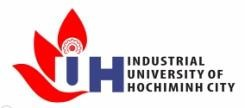 IUH
INDUSTRIAL
UNIVERSITY OF
HOCHIMINH CITY